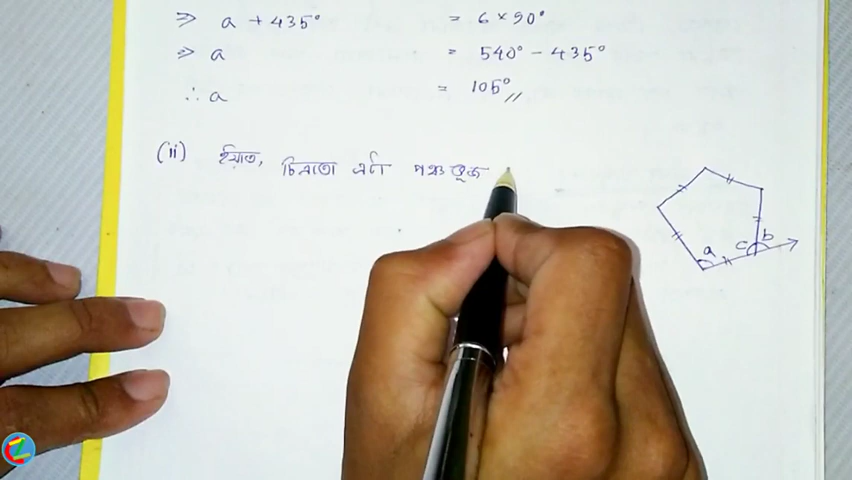 ⇒ a + 435° = 6 × 90°
⇒ a = 540° - 435°
∴ a = 105° //
(ii) ইয়াত, চিত্ৰতো এটা পঞ্চভূজ
a c b